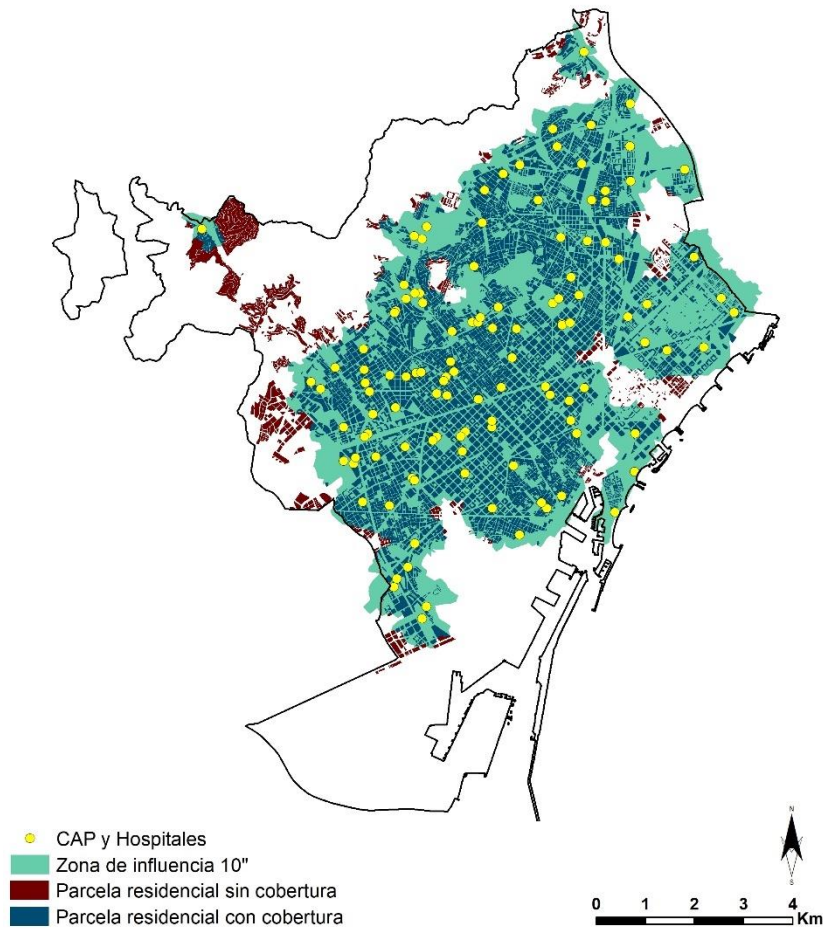 N
S
CAP y Hospitales
Zona de influencia 10"
Parcela residencial sin cobertura
Parcela residencial con cobertura
0 1 2 3 4
Km